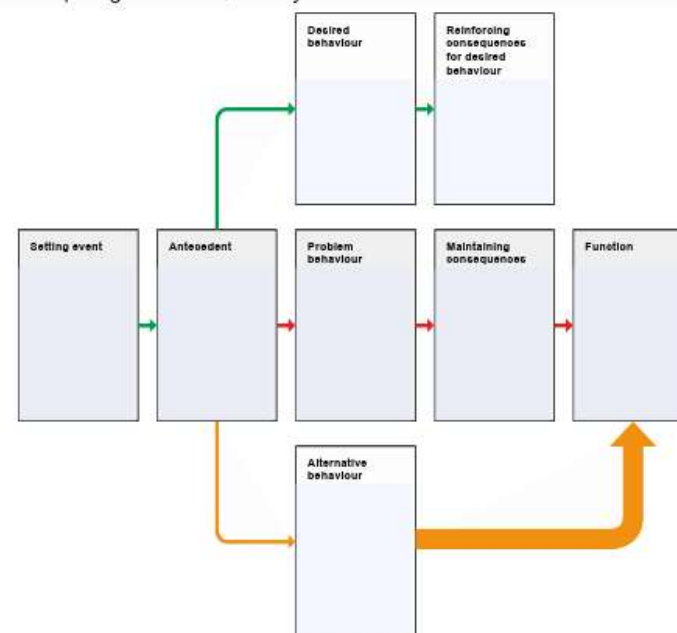 Desired
behaviour
Reinforcing
consequences
for desired
behaviour
Setting event
Antecedent
Problem
behaviour
Maintaining
consequences
Function
Alternative
behaviour